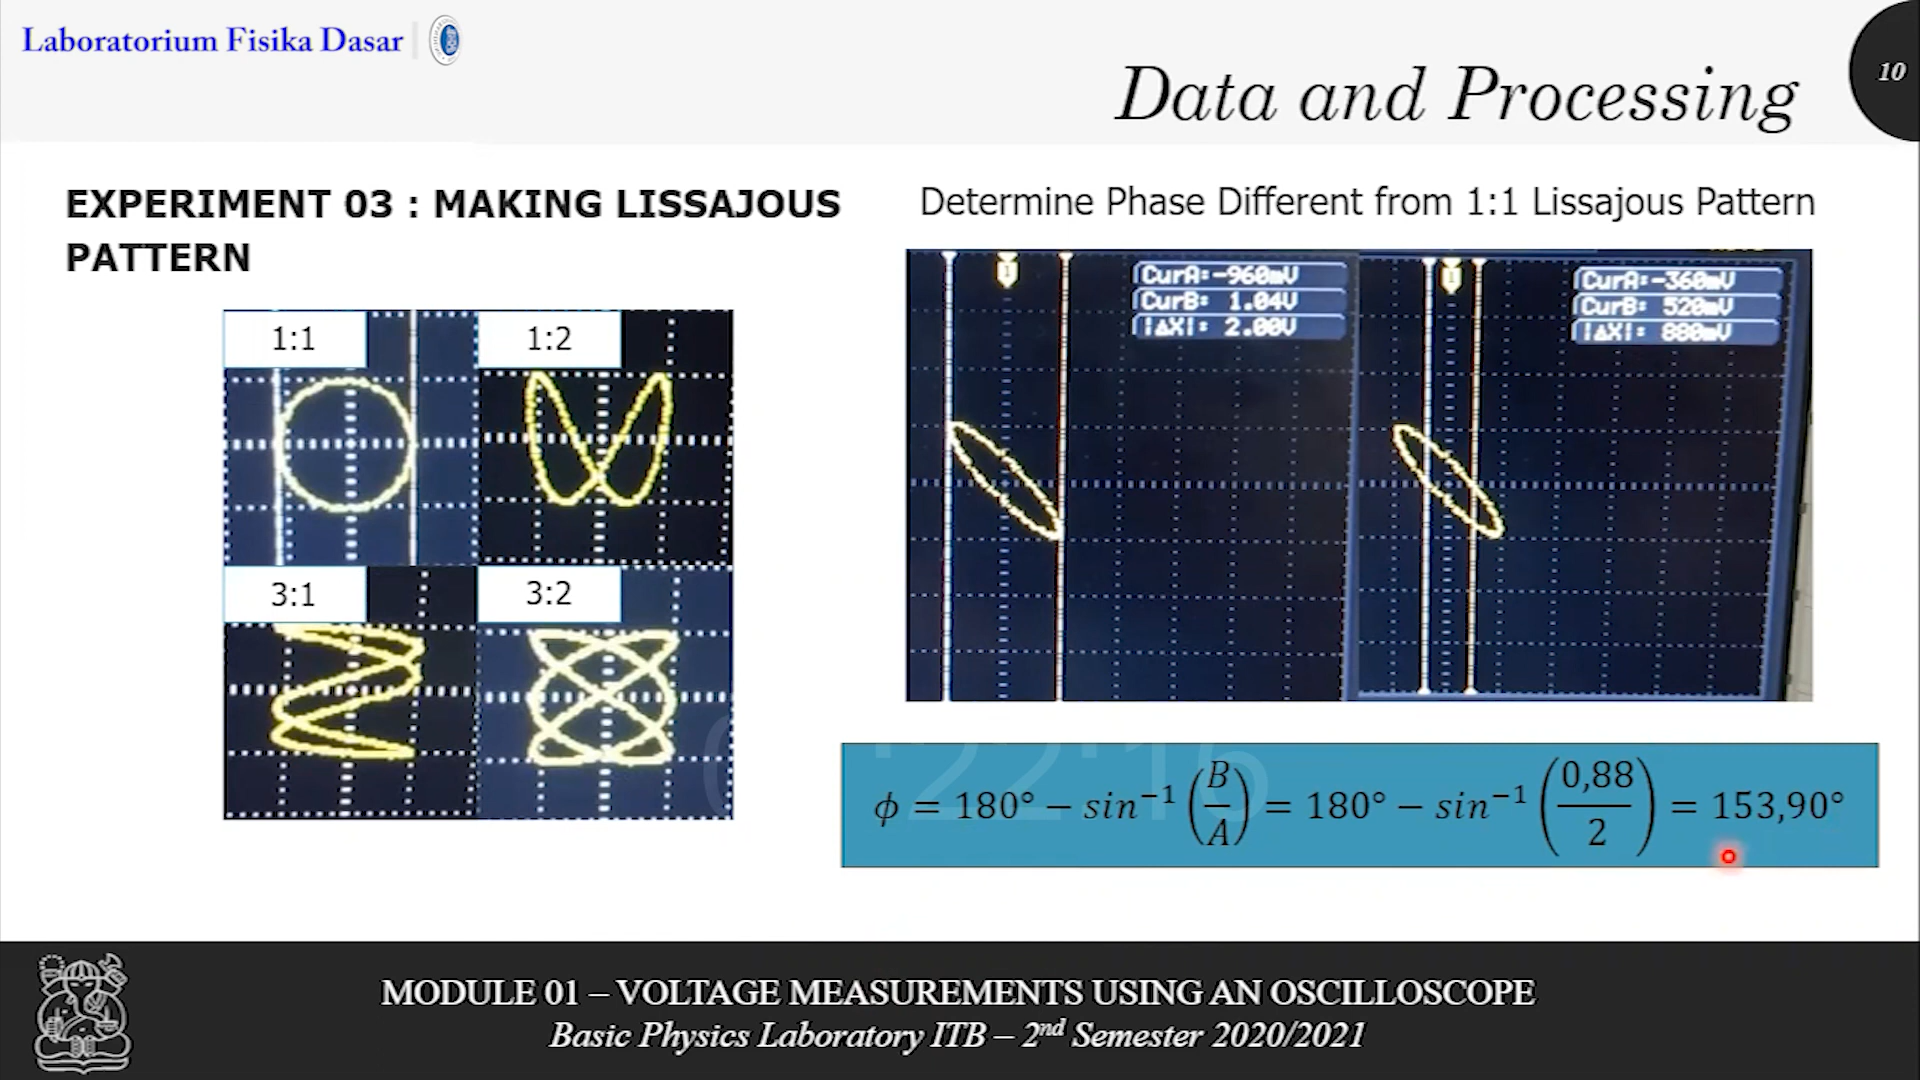 Laboratorium Fisika Dasar
Data and Processing
10
EXPERIMENT 03 : MAKING LISSAJOUS
PATTERN
1:1
1:2
3:1
3:2
Determine Phase Different from 1:1 Lissajous Pattern
1
CurA:-960mV
CurB: 1.04V
|ΔX|: 2.00V
1
CurA:-360mV
CurB: 520mV
|ΔX|: 880mV
ϕ = 180° − sin⁻¹ (B/A) = 180° − sin⁻¹ (0,88/2) = 153,90°
MODULE 01 – VOLTAGE MEASUREMENTS USING AN OSCILLOSCOPE
Basic Physics Laboratory ITB – 2nd Semester 2020/2021